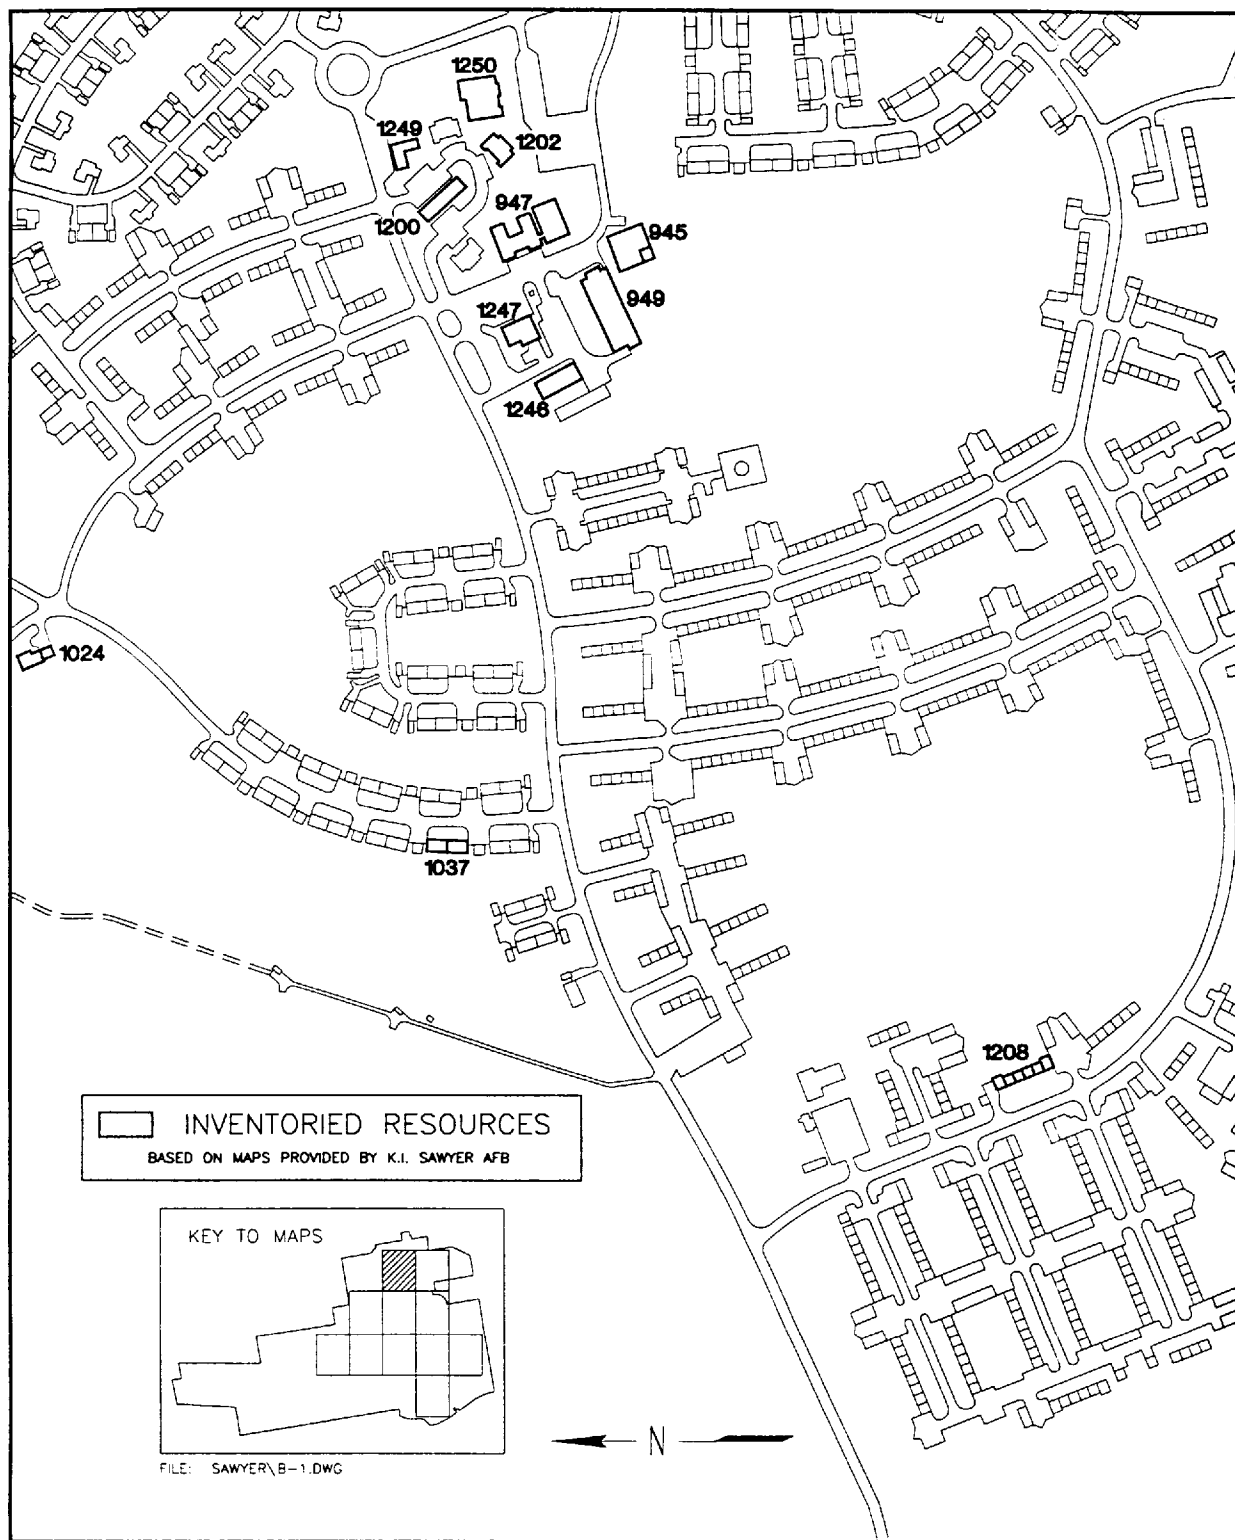 1250
1249
1202
947
1200
945
949
1247
1246
1024
1037
1208
INVENTORIED RESOURCES
BASED ON MAPS PROVIDED BY K.I. SAWYER AFB
KEY TO MAPS
N
FILE: SAWYER\B-1.DWG